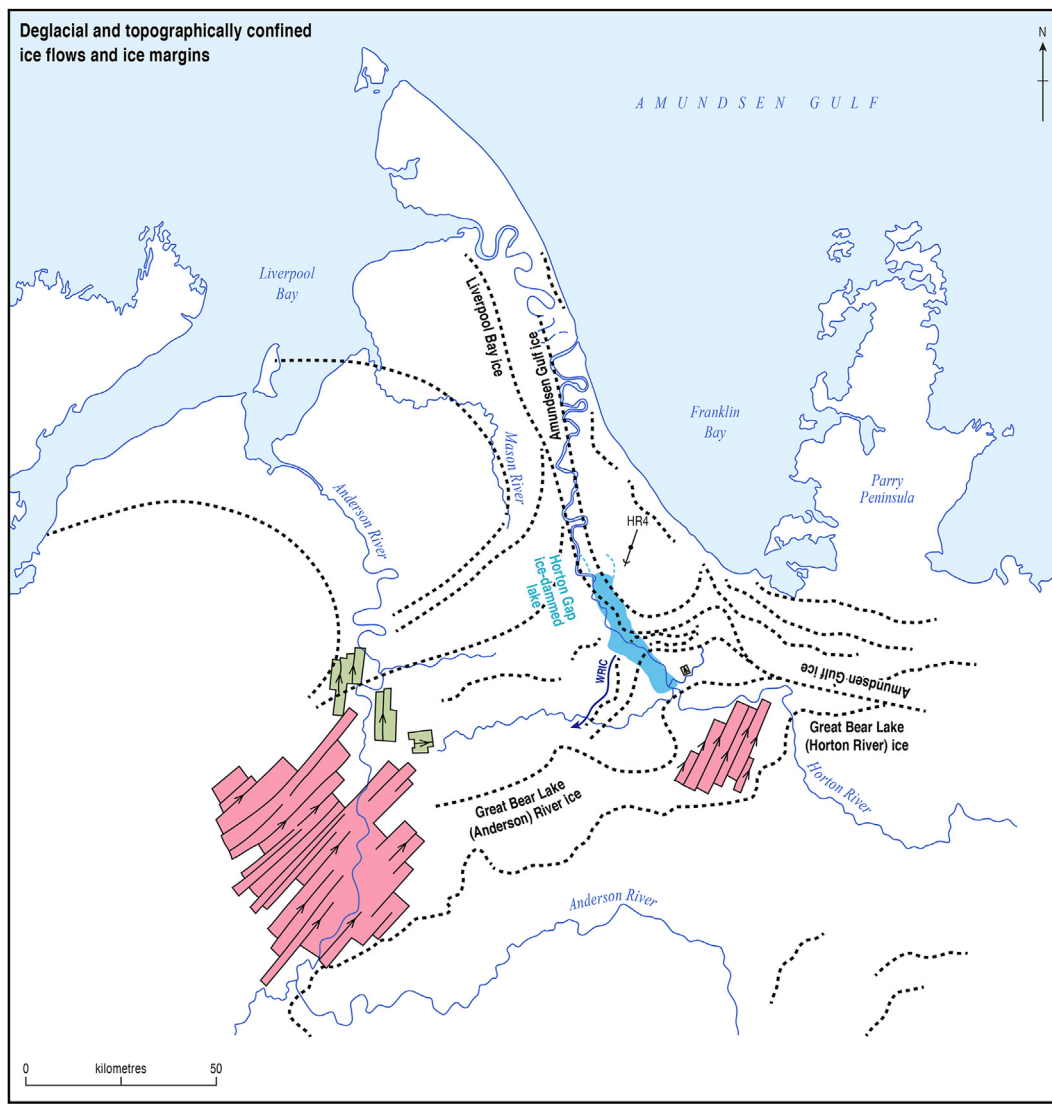 Deglacial and topographically confined
ice flows and ice margins
N
AMUNDSEN GULF
Liverpool
Bay
Liverpool Bay ice
Amundsen Gulf ice
Franklin
Bay
Mason River
Parry
Peninsula
Anderson River
HR4
Horton Gap
ice-dammed
lake
WRIC
Amundsen Gulf ice
Great Bear Lake
(Horton River) ice
Horton River
Great Bear Lake
(Anderson) River ice
Anderson River
0 kilometres 50